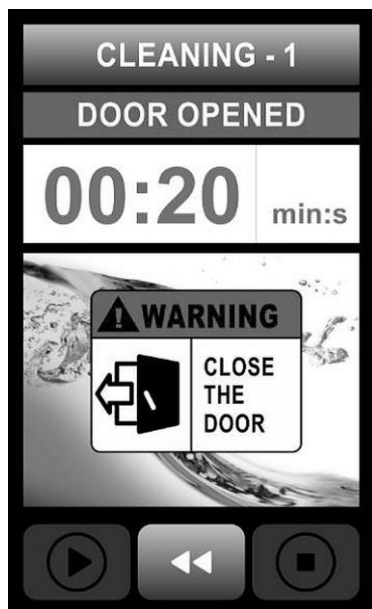 CLEANING - 1
DOOR OPENED
00:20 min:s
WARNING
CLOSE
THE
DOOR